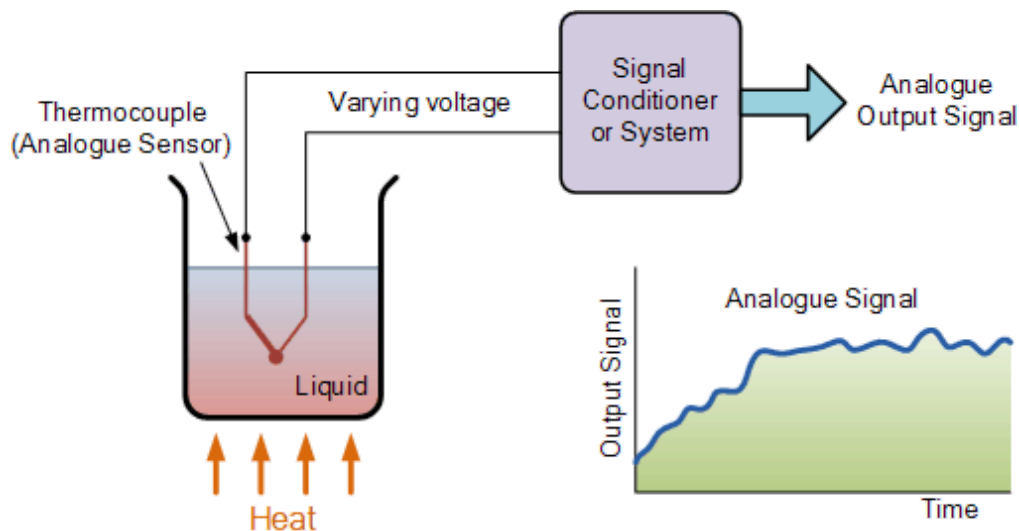 Thermocouple
(Analogue Sensor)
Varying voltage
Signal
Conditioner
or System
Analogue
Output Signal
Liquid
Heat
Analogue Signal
Output Signal
Time